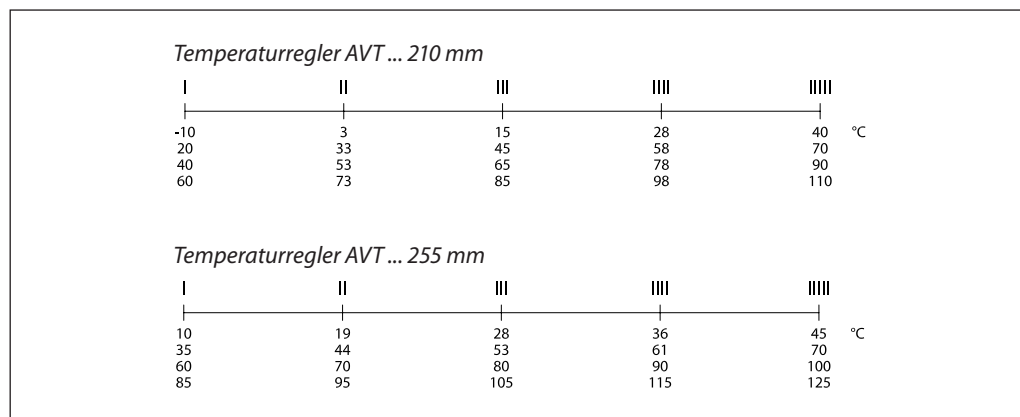 Temperaturregler AVT ... 210 mm
I II III IIII IIIII
-10 3 15 28 40 °C
20 33 45 58 70
40 53 65 78 90
60 73 85 98 110
Temperaturregler AVT ... 255 mm
I II III IIII IIIII
10 19 28 36 45 °C
35 44 53 61 70
60 70 80 90 100
85 95 105 115 125